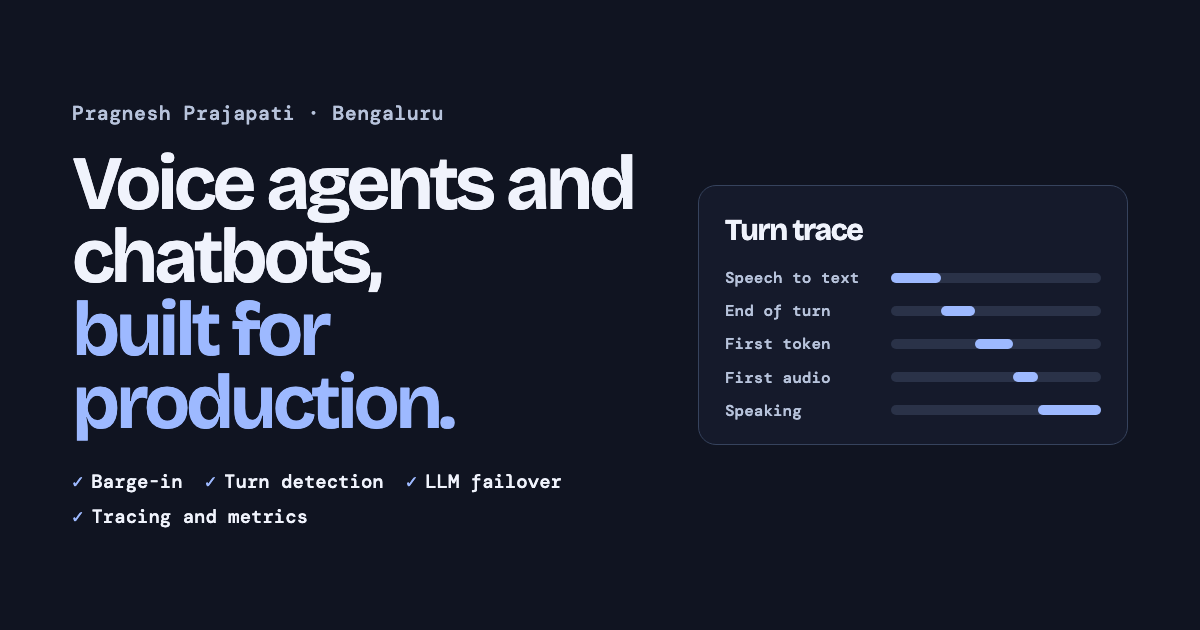 Pragnesh Prajapati · Bengaluru
Voice agents and
chatbots,
built for
production.
✓ Barge-in ✓ Turn detection ✓ LLM failover
✓ Tracing and metrics
Turn trace
Speech to text
End of turn
First token
First audio
Speaking